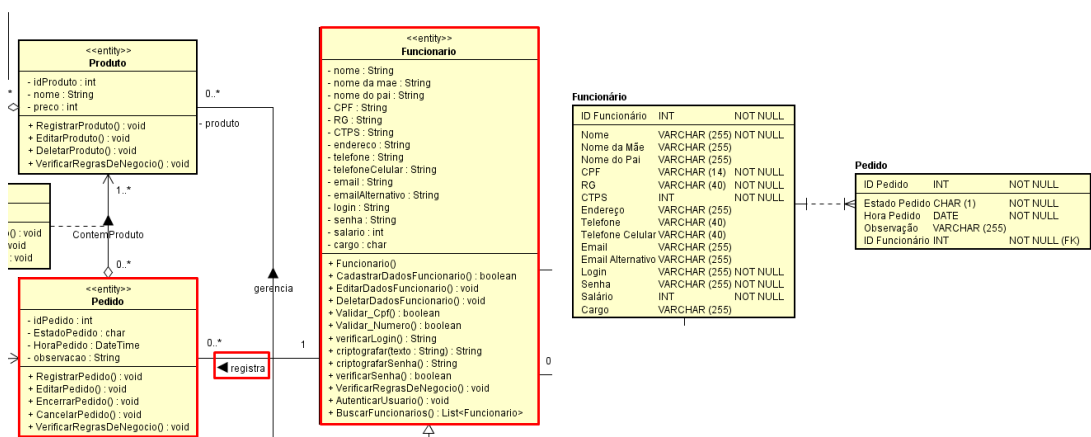 <<entity>>
Produto
- idProduto : int
- nome : String
- preco : int
+ RegistrarProduto() : void
+ EditarProduto() : void
+ DeletarProduto() : void
+ VerificarRegrasDeNegocio() : void
*
0..*
- produto
1..*
ContemProduto
0..*
o() : void
void
: void
gerencia
<<entity>>
Pedido
- idPedido : int
- EstadoPedido : char
- HoraPedido : DateTime
- observacao : String
+ RegistrarPedido() : void
+ EditarPedido() : void
+ EncerrarPedido() : void
+ CancelarPedido() : void
+ VerificarRegrasDeNegocio() : void
0..*
registra
1
<<entity>>
Funcionario
- nome : String
- nome da mae : String
- nome do pai : String
- CPF : String
- RG : String
- CTPS : String
- endereco : String
- telefone : String
- telefoneCelular : String
- email : String
- emailAlternativo : String
- login : String
- senha : String
- salario : int
- cargo : char
+ Funcionario()
+ CadastrarDadosFuncionario() : boolean
+ EditarDadosFuncionario() : void
+ DeletarDadosFuncionario() : void
+ Validar_Cpf() : boolean
+ Validar_Numero() : boolean
+ verificarLogin() : String
+ criptografar(texto : String) : String
+ criptografarSenha() : String
+ verificarSenha() : boolean
+ VerificarRegrasDeNegocio() : void
+ AutenticarUsuario() : void
+ BuscarFuncionarios() : List<Funcionario>
0
Funcionário
ID Funcionário INT NOT NULL
Nome VARCHAR (255) NOT NULL
Nome da Mãe VARCHAR (255)
Nome do Pai VARCHAR (255)
CPF VARCHAR (14) NOT NULL
RG VARCHAR (40) NOT NULL
CTPS INT NOT NULL
Endereço VARCHAR (255)
Telefone VARCHAR (40)
Telefone Celular VARCHAR (40)
Email VARCHAR (255)
Email Alternativo VARCHAR (255)
Login VARCHAR (255) NOT NULL
Senha VARCHAR (255) NOT NULL
Salário INT NOT NULL
Cargo VARCHAR (255)
Pedido
ID Pedido INT NOT NULL
Estado Pedido CHAR (1) NOT NULL
Hora Pedido DATE NOT NULL
Observação VARCHAR (255)
ID Funcionário INT NOT NULL (FK)